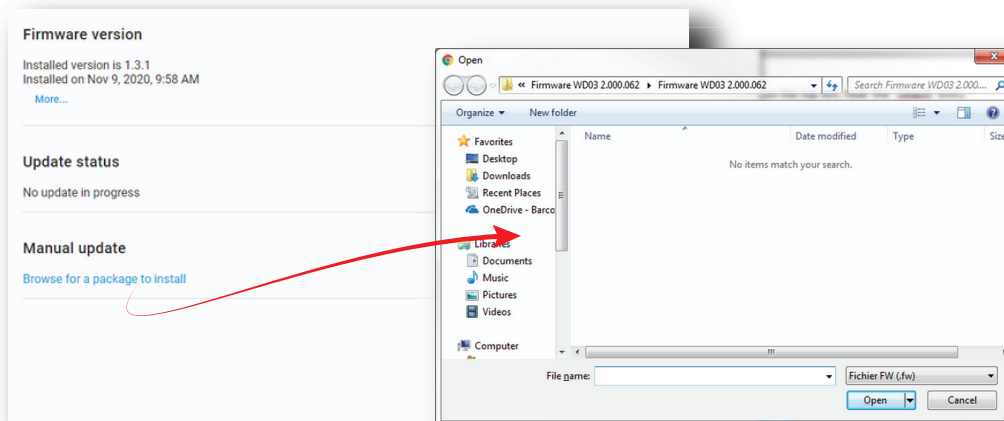 Firmware version
Installed version is 1.3.1
Installed on Nov 9, 2020, 9:58 AM
More...
Update status
No update in progress
Manual update
Browse for a package to install
Open
« Firmware WD03 2.000.062 ▸ Firmware WD03 2.000.062
Search Firmware WD03 2.000....
Organize New folder
Name Date modified Type Size
No items match your search.
Favorites
Desktop
Downloads
Recent Places
OneDrive - Barco
Libraries
Documents
Music
Pictures
Videos
Computer
File name:
Fichier FW (.fw)
Open Cancel